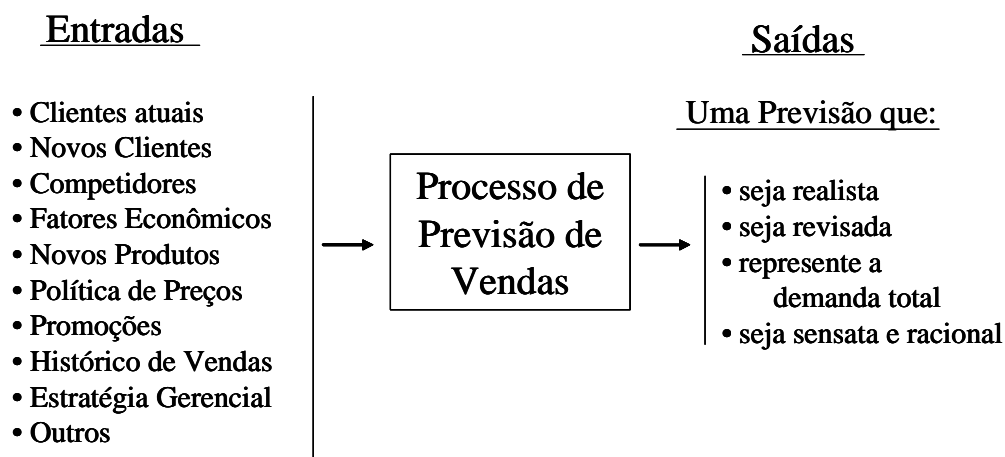 Entradas
• Clientes atuais
• Novos Clientes
• Competidores
• Fatores Econômicos
• Novos Produtos
• Política de Preços
• Promoções
• Histórico de Vendas
• Estratégia Gerencial
• Outros
Processo de
Previsão de
Vendas
Saídas
Uma Previsão que:
• seja realista
• seja revisada
• represente a
demanda total
• seja sensata e racional